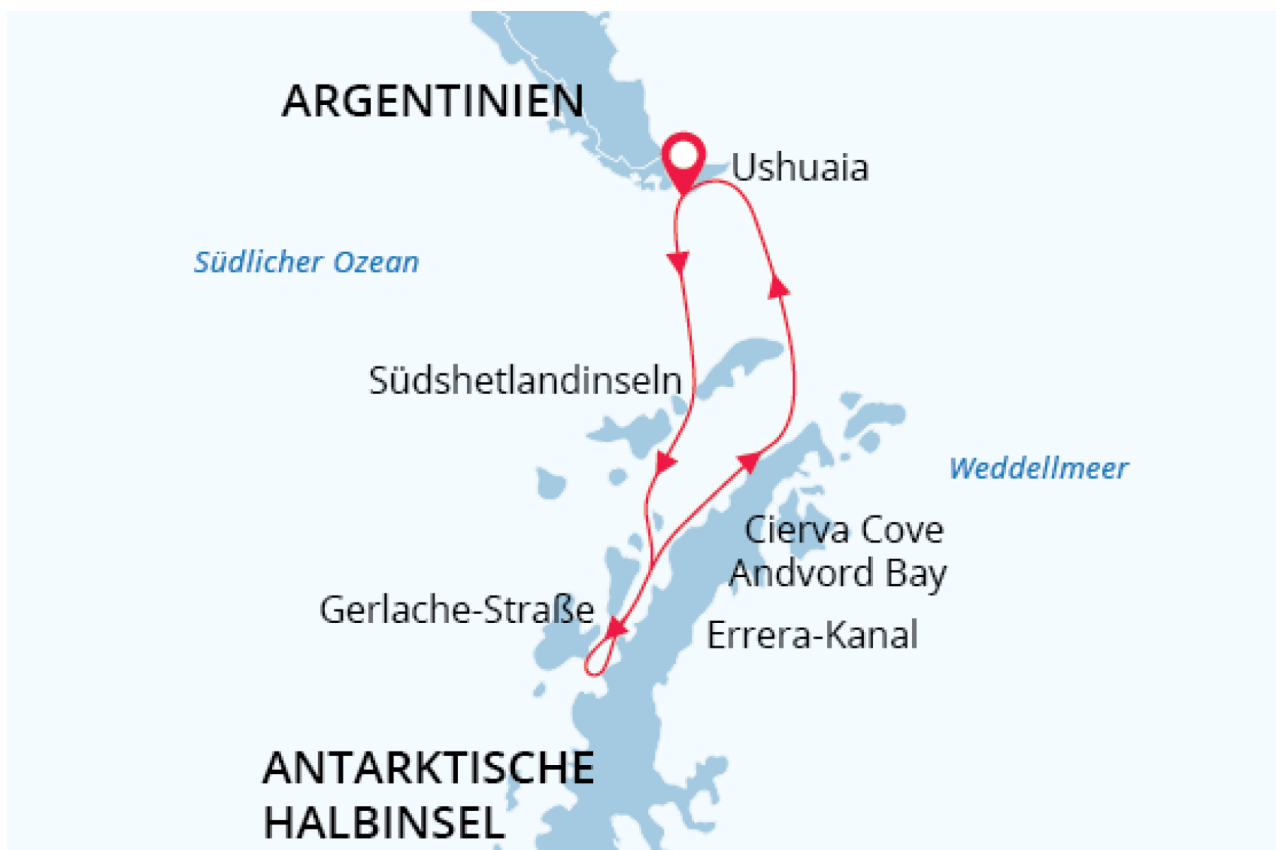 ARGENTINIEN
Ushuaia
Südlicher Ozean
Südshetlandinseln
Weddellmeer
Cierva Cove
Andvord Bay
Gerlache-Straße
Errera-Kanal
ANTARKTISCHE
HALBINSEL